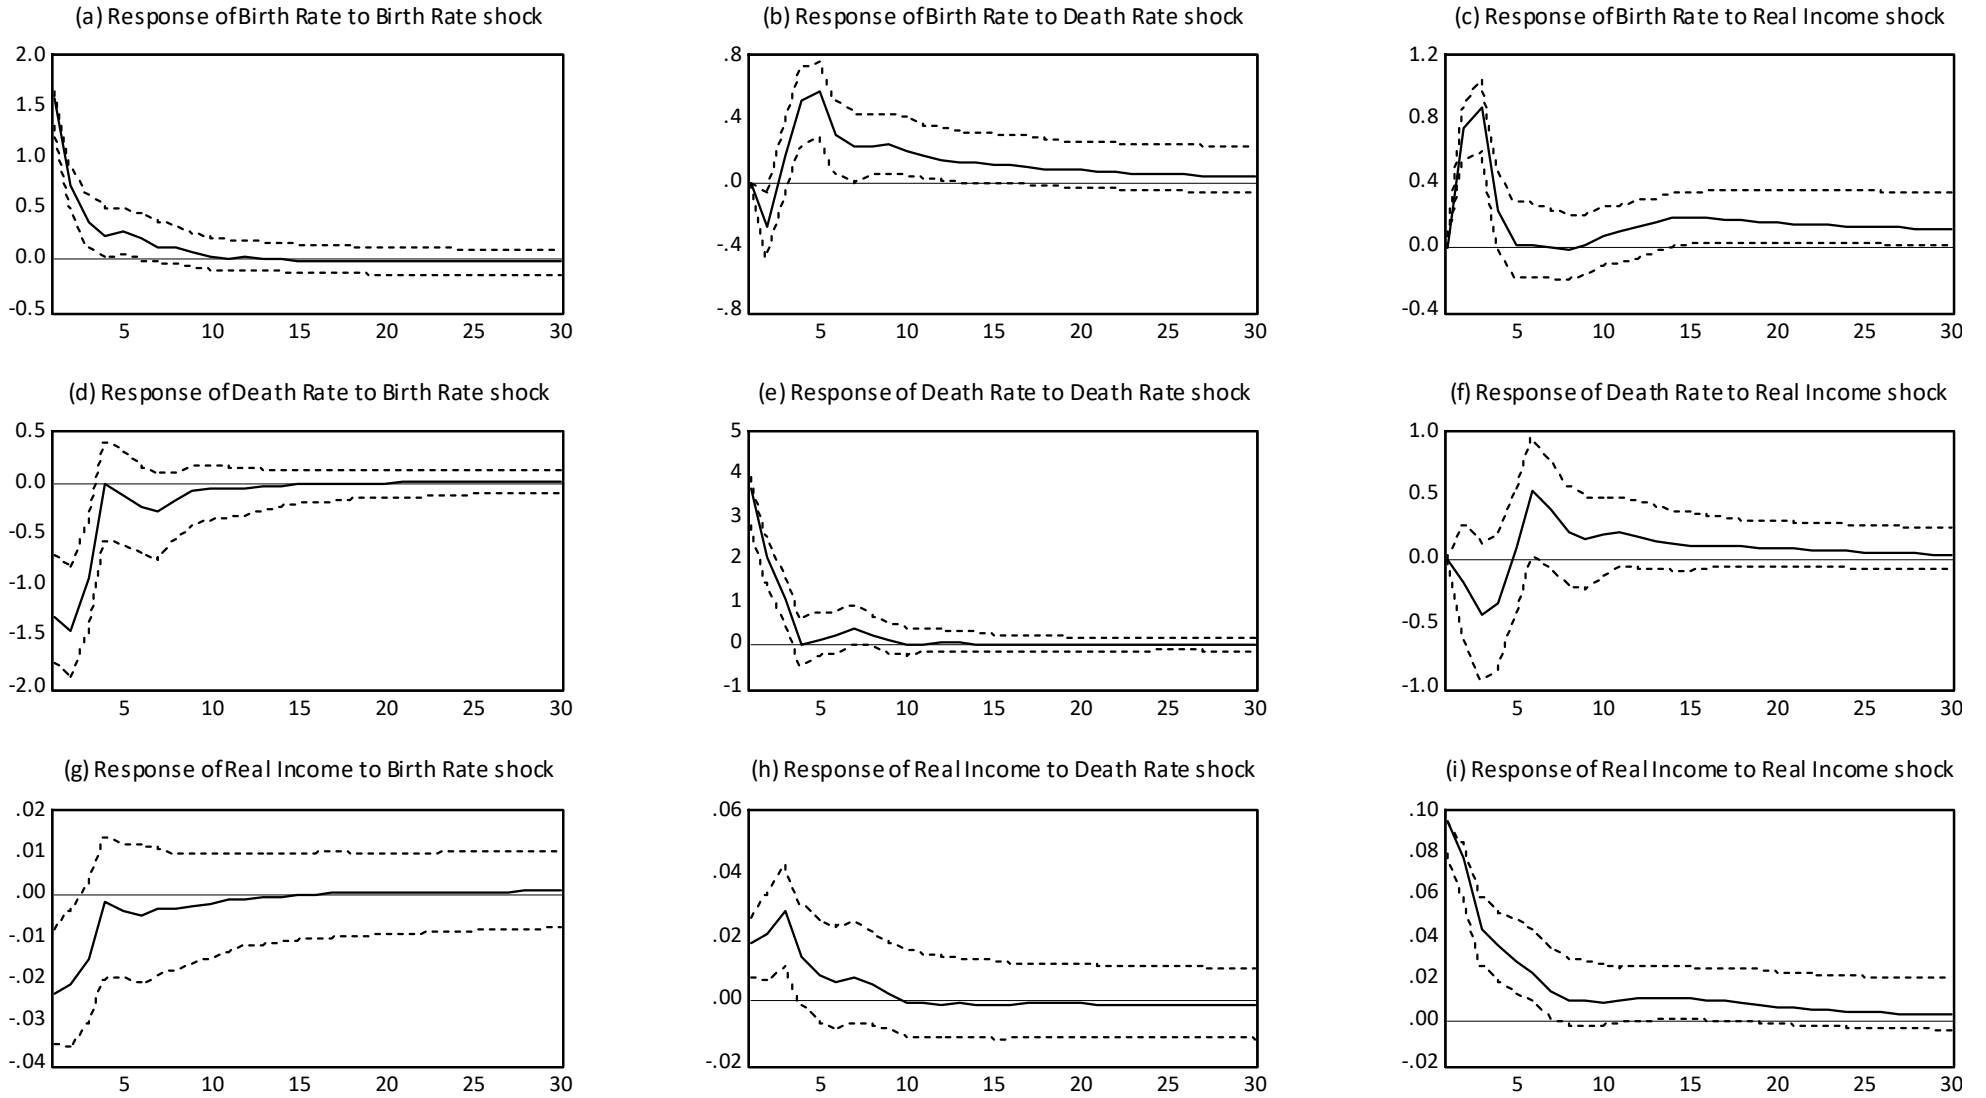 (a) Response of Birth Rate to Birth Rate shock
2.0
1.5
1.0
0.5
0.0
-0.5
5 10 15 20 25 30
(b) Response of Birth Rate to Death Rate shock
.8
.4
.0
-.4
-.8
5 10 15 20 25 30
(c) Response of Birth Rate to Real Income shock
1.2
0.8
0.4
0.0
-0.4
5 10 15 20 25 30
(d) Response of Death Rate to Birth Rate shock
0.5
0.0
-0.5
-1.0
-1.5
-2.0
5 10 15 20 25 30
(e) Response of Death Rate to Death Rate shock
5
4
3
2
1
0
-1
5 10 15 20 25 30
(f) Response of Death Rate to Real Income shock
1.0
0.5
0.0
-0.5
-1.0
5 10 15 20 25 30
(g) Response of Real Income to Birth Rate shock
.02
.01
.00
-.01
-.02
-.03
-.04
5 10 15 20 25 30
(h) Response of Real Income to Death Rate shock
.06
.04
.02
.00
-.02
5 10 15 20 25 30
(i) Response of Real Income to Real Income shock
.10
.08
.06
.04
.02
.00
-.02
5 10 15 20 25 30